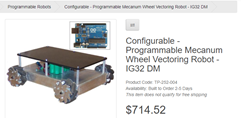 Programmable Robots
Configurable - Programmable Mecanum Wheel Vectoring Robot - IG32 DM
Configurable -
Programmable Mecanum
Wheel Vectoring Robot -
IG32 DM
Product Code: TP-252-004
Availability: Built to Order 2-3 Days
This item does not qualify for free shipping
$714.52